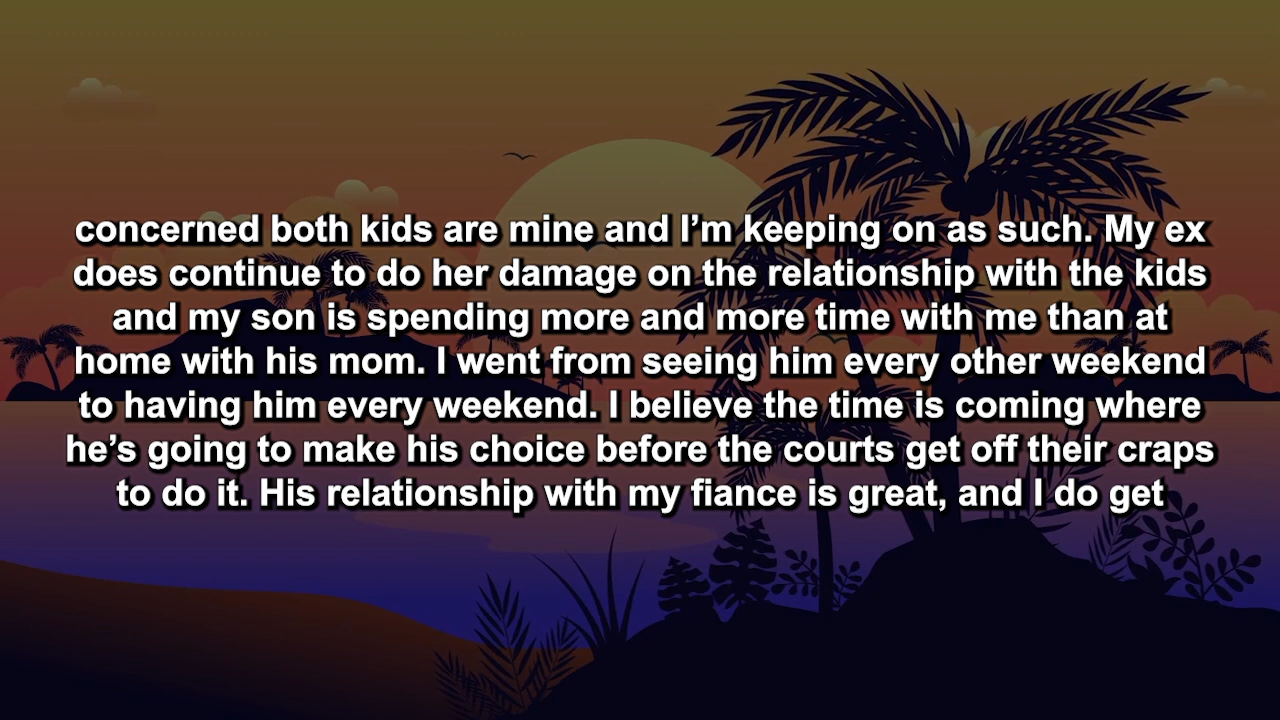 concerned both kids are mine and I’m keeping on as such. My ex
does continue to do her damage on the relationship with the kids
and my son is spending more and more time with me than at
home with his mom. I went from seeing him every other weekend
to having him every weekend. I believe the time is coming where
he’s going to make his choice before the courts get off their craps
to do it. His relationship with my fiance is great, and I do get